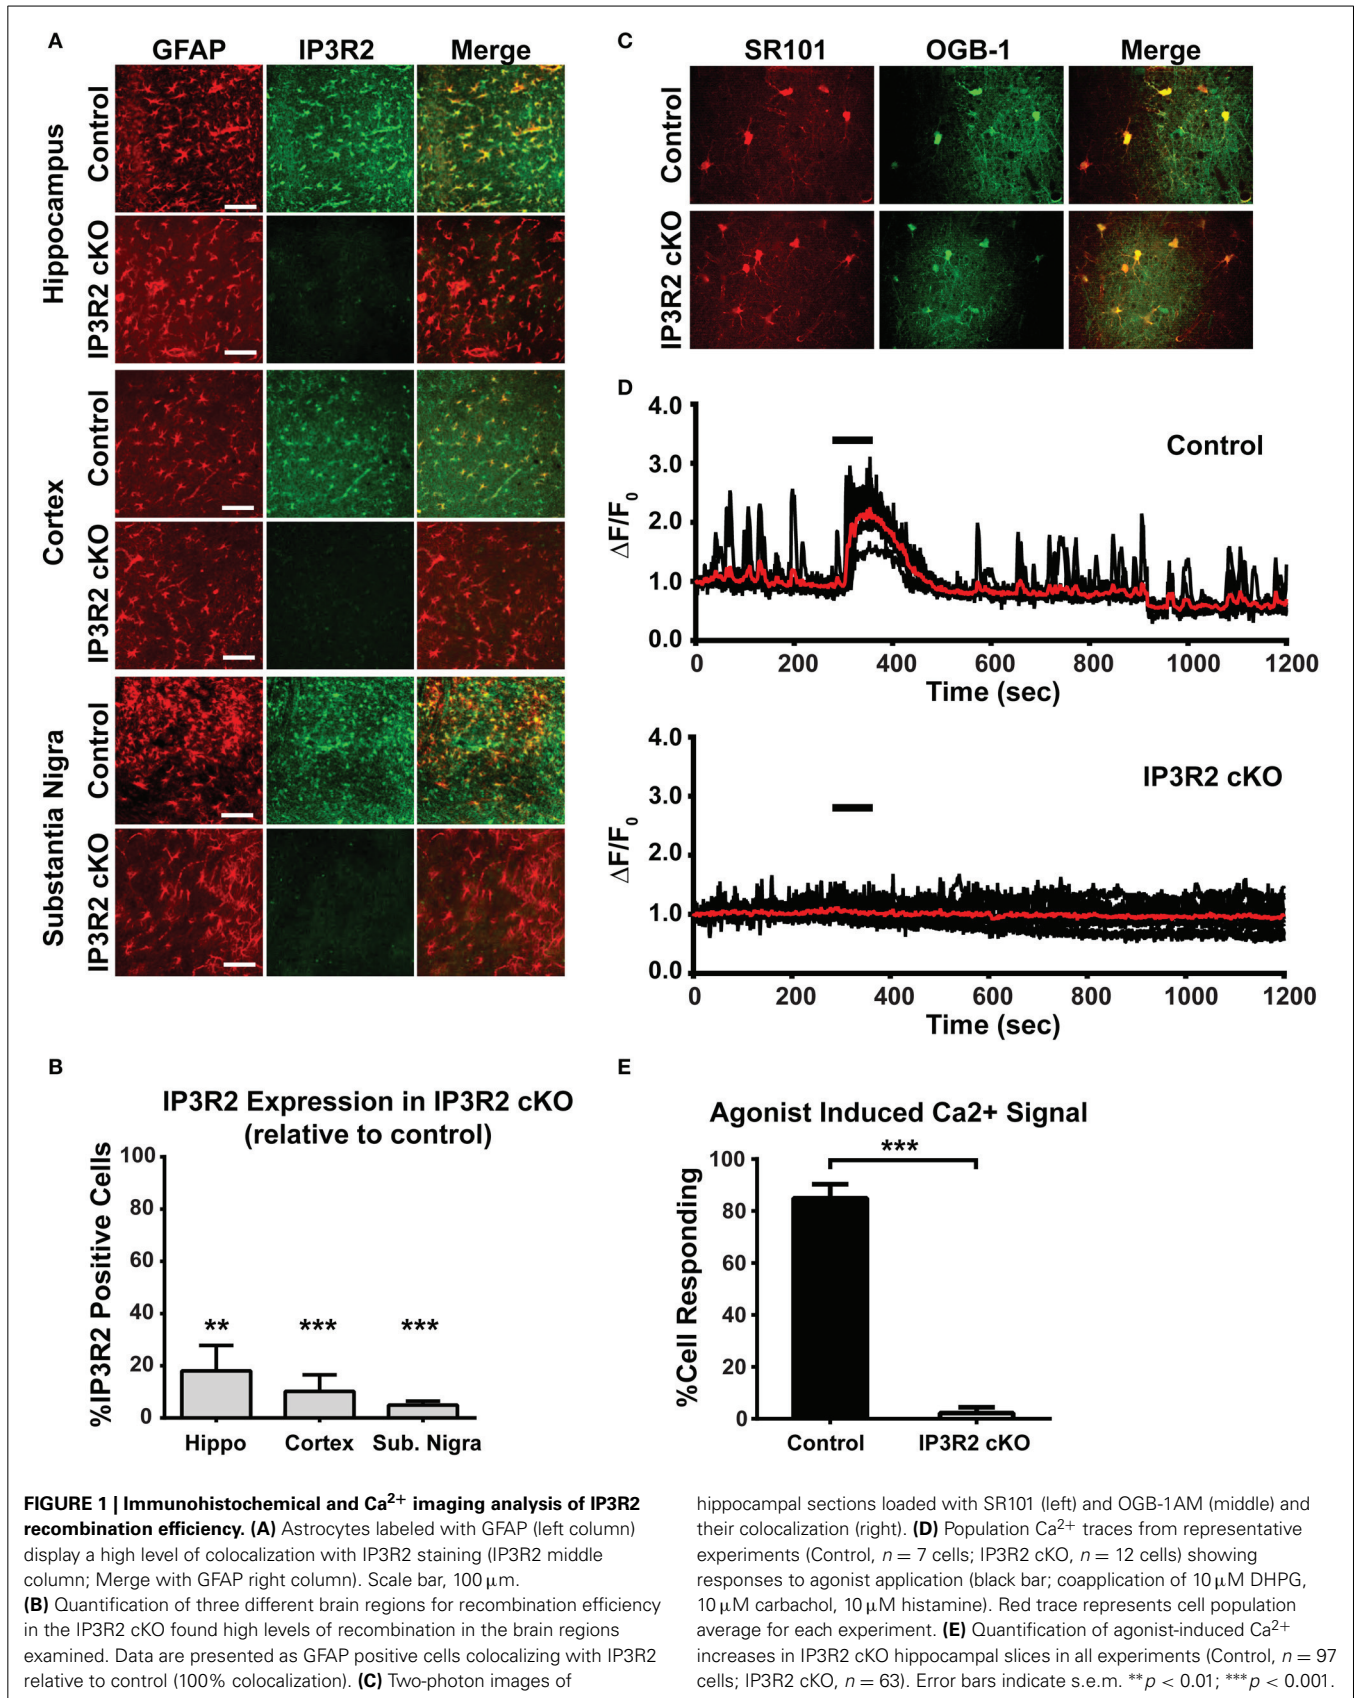 A
GFAP IP3R2 Merge
Hippocampus
Control
IP3R2 cKO
Cortex
Control
IP3R2 cKO
Substantia Nigra
Control
IP3R2 cKO
B
IP3R2 Expression in IP3R2 cKO
(relative to control)
%IP3R2 Positive Cells
100
80
60
40
20
0
** *** ***
Hippo Cortex Sub. Nigra
C
SR101 OGB-1 Merge
Control
IP3R2 cKO
D
Control
ΔF/F₀
4.0
3.0
2.0
1.0
0.0
0 200 400 600 800 1000 1200
Time (sec)
IP3R2 cKO
ΔF/F₀
4.0
3.0
2.0
1.0
0.0
0 200 400 600 800 1000 1200
Time (sec)
E
Agonist Induced Ca2+ Signal
%Cell Responding
100
80
60
40
20
0
***
Control IP3R2 cKO
FIGURE 1 | Immunohistochemical and Ca²⁺ imaging analysis of IP3R2
recombination efficiency. (A) Astrocytes labeled with GFAP (left column)
display a high level of colocalization with IP3R2 staining (IP3R2 middle
column; Merge with GFAP right column). Scale bar, 100 μm.
(B) Quantification of three different brain regions for recombination efficiency
in the IP3R2 cKO found high levels of recombination in the brain regions
examined. Data are presented as GFAP positive cells colocalizing with IP3R2
relative to control (100% colocalization). (C) Two-photon images of
hippocampal sections loaded with SR101 (left) and OGB-1AM (middle) and
their colocalization (right). (D) Population Ca²⁺ traces from representative
experiments (Control, n = 7 cells; IP3R2 cKO, n = 12 cells) showing
responses to agonist application (black bar; coapplication of 10 μM DHPG,
10 μM carbachol, 10 μM histamine). Red trace represents cell population
average for each experiment. (E) Quantification of agonist-induced Ca²⁺
increases in IP3R2 cKO hippocampal slices in all experiments (Control, n = 97
cells; IP3R2 cKO, n = 63). Error bars indicate s.e.m. **p < 0.01; ***p < 0.001.